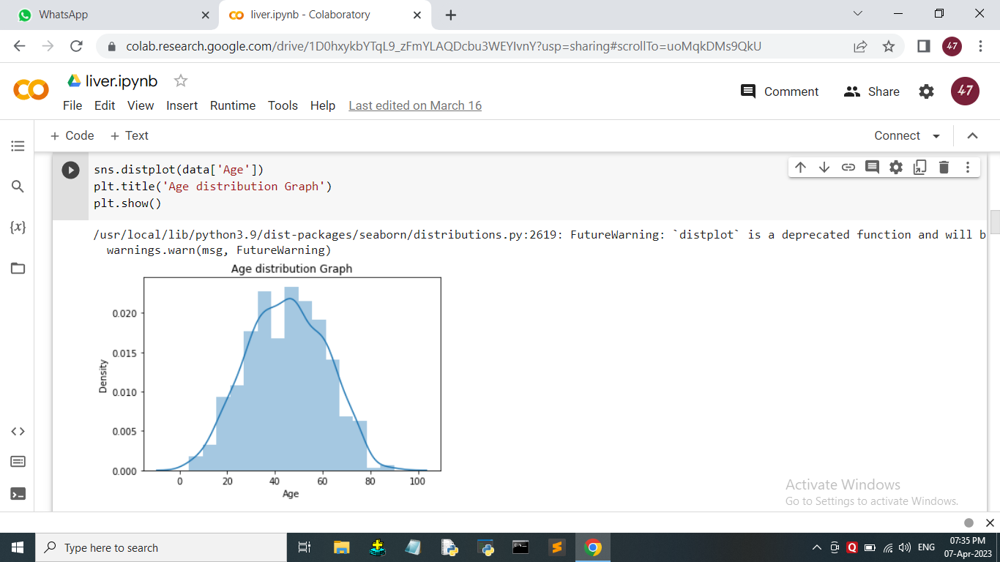 WhatsApp
liver.ipynb - Colaboratory
colab.research.google.com/drive/1D0hxykbYTqL9_zFmYLAQDcbu3WEYIvnY?usp=sharing#scrollTo=uoMqkDMs9QkU
47
CO
liver.ipynb
File Edit View Insert Runtime Tools Help Last edited on March 16
Comment
Share
47
+ Code + Text
Connect
sns.distplot(data['Age'])
plt.title('Age distribution Graph')
plt.show()
/usr/local/lib/python3.9/dist-packages/seaborn/distributions.py:2619: FutureWarning: `distplot` is a deprecated function and will b
warnings.warn(msg, FutureWarning)
{x}
Age distribution Graph
Density
0.020
0.015
0.010
0.005
0.000
0 20 40 60 80 100
Age
Activate Windows
Go to Settings to activate Windows.
Type here to search
ENG
07:35 PM
07-Apr-2023